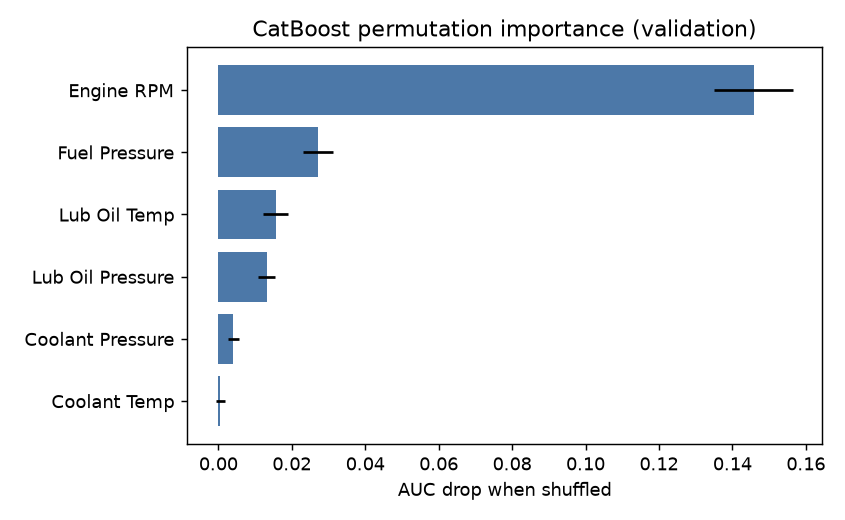 CatBoost permutation importance (validation)
Engine RPM
Fuel Pressure
Lub Oil Temp
Lub Oil Pressure
Coolant Pressure
Coolant Temp
0.00 0.02 0.04 0.06 0.08 0.10 0.12 0.14 0.16
AUC drop when shuffled